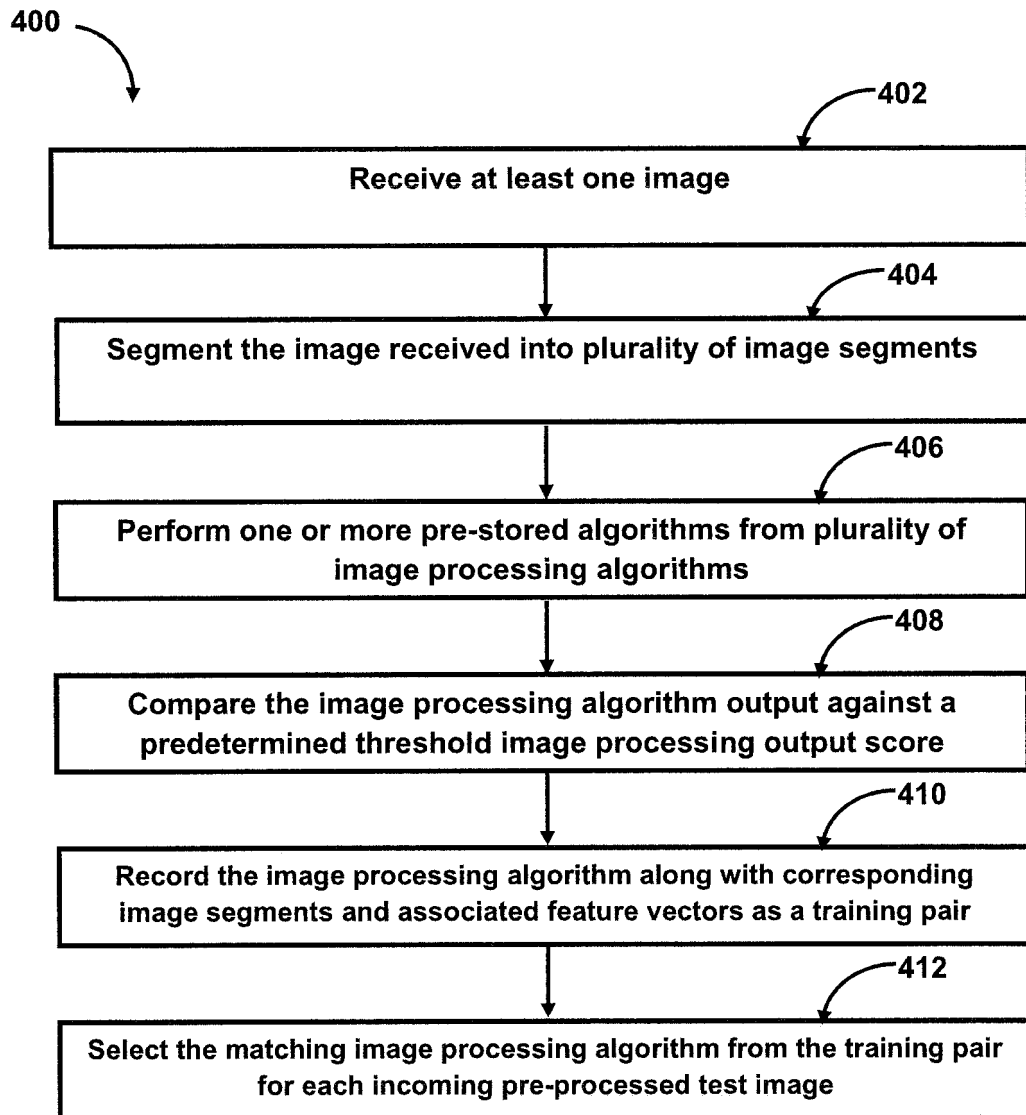 400
402
Receive at least one image
404
Segment the image received into plurality of image segments
406
Perform one or more pre-stored algorithms from plurality of
image processing algorithms
408
Compare the image processing algorithm output against a
predetermined threshold image processing output score
410
Record the image processing algorithm along with corresponding
image segments and associated feature vectors as a training pair
412
Select the matching image processing algorithm from the training pair
for each incoming pre-processed test image